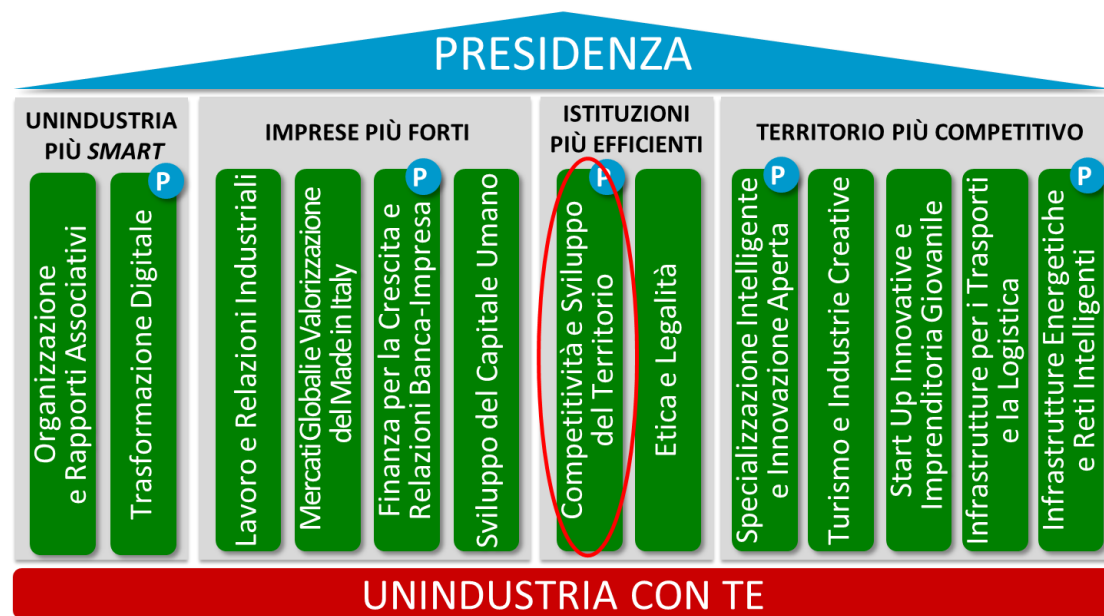 PRESIDENZA
UNINDUSTRIA
PIÙ SMART
Organizzazione
e Rapporti Associativi
P
Trasformazione Digitale
IMPRESE PIÙ FORTI
Lavoro e Relazioni Industriali
Mercati Globali e Valorizzazione
del Made in Italy
P
Finanza per la Crescita e
Relazioni Banca-Impresa
Sviluppo del Capitale Umano
ISTITUZIONI
PIÙ EFFICIENTI
P
Competitività e Sviluppo
del Territorio
Etica e Legalità
TERRITORIO PIÙ COMPETITIVO
P
Specializzazione Intelligente
e Innovazione Aperta
Turismo e Industrie Creative
Start Up Innovative e
Imprenditoria Giovanile
Infrastrutture per i Trasporti
e la Logistica
P
Infrastrutture Energetiche
e Reti Intelligenti
UNINDUSTRIA CON TE